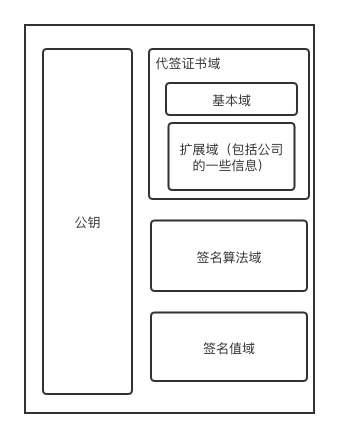 公钥
代签证书域
基本域
扩展域（包括公司
的一些信息）
签名算法域
签名值域